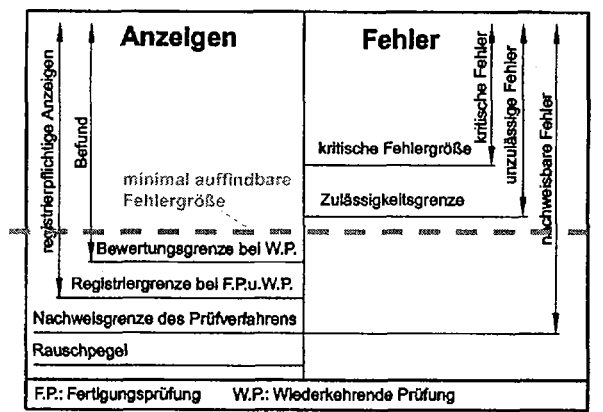 Anzeigen
Fehler
registrierpflichtige Anzeigen
Befund
kritische Fehler
unzulässige Fehler
nachweisbare Fehler
kritische Fehlergröße
minimal auffindbare
Fehlergröße
Zulässigkeitsgrenze
Bewertungsgrenze bei W.P.
Registriergrenze bei F.P.u.W.P.
Nachweisgrenze des Prüfverfahrens
Rauschpegel
F.P.: Fertigungsprüfung W.P.: Wiederkehrende Prüfung